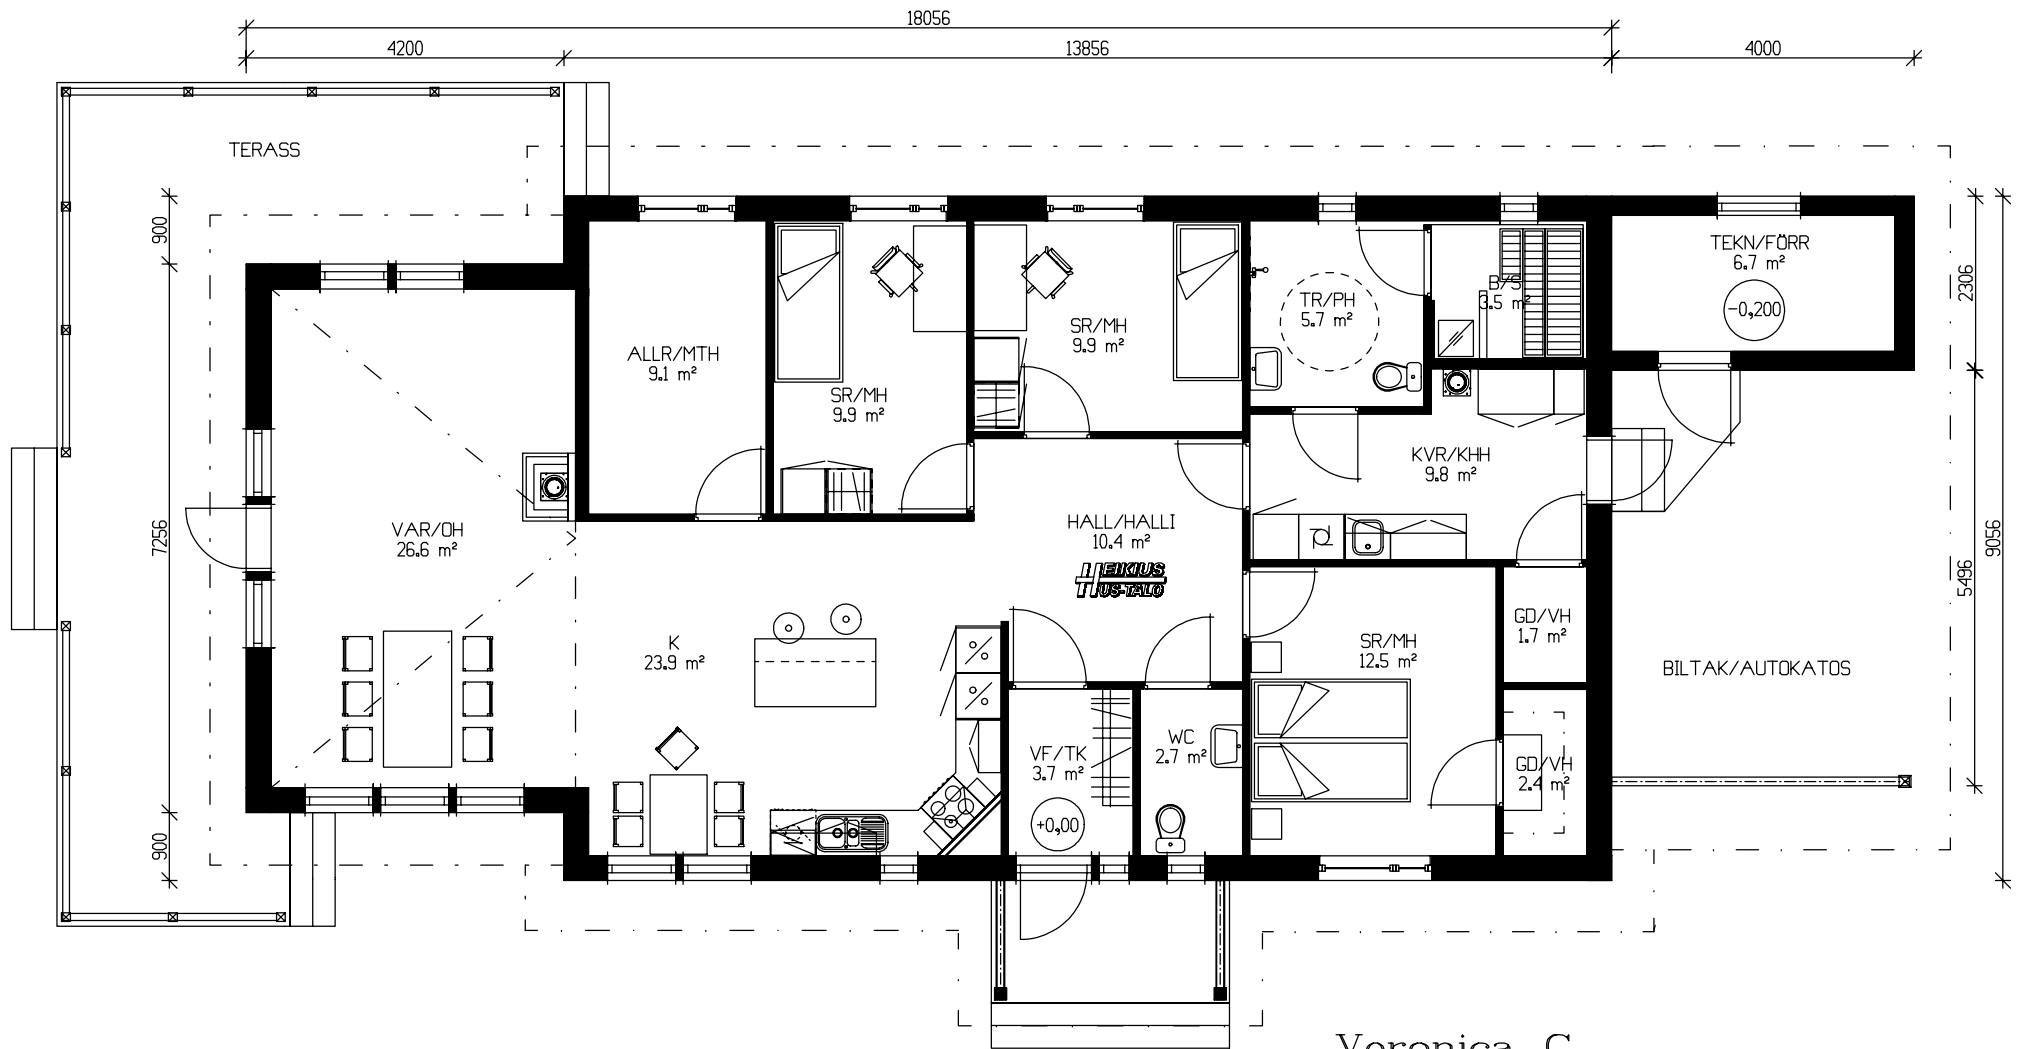 18056
4200
13856
4000
TERASS
900
7256
900
TEKN/FÖRR
6.7 m²
-0,200
2306
9056
5496
B/S
3.5 m²
TR/PH
5.7 m²
SR/MH
9.9 m²
ALLR/MTH
9.1 m²
SR/MH
9.9 m²
KVR/KHH
9.8 m²
VAR/OH
26.6 m²
HALL/HALLI
10.4 m²
HEIKIUS
HUS-TALO
K
23.9 m²
SR/MH
12.5 m²
GD/VH
1.7 m²
BILTAK/AUTOKATOS
VF/TK
3.7 m²
+0,00
WC
2.7 m²
GD/VH
2.4 m²
Veronica C